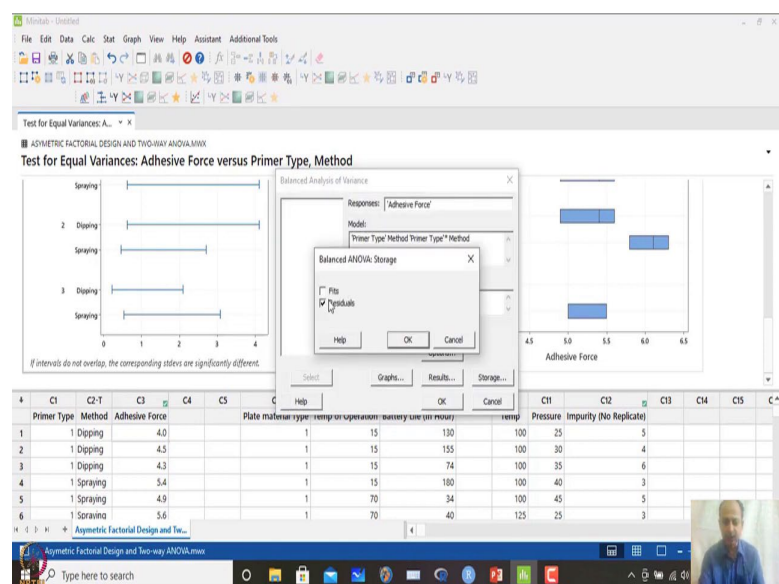 Minitab - Untitled
File Edit Data Calc Stat Graph View Help Assistant Additional Tools
Test for Equal Variances: A...
ASYMETRIC FACTORIAL DESIGN AND TWO-WAY ANOVA.MWX
Test for Equal Variances: Adhesive Force versus Primer Type, Method
Spraying
2 Dipping
Spraying
3 Dipping
Spraying
0 1 2 3 4
If intervals do not overlap, the corresponding stdevs are significantly different.
Balanced Analysis of Variance
Responses: 'Adhesive Force'
Model:
'Primer Type' Method 'Primer Type'* Method
Balanced ANOVA: Storage
Fits
Residuals
Help OK Cancel
Select Graphs... Results... Storage...
Help OK Cancel
4.5 5.0 5.5 6.0 6.5
Adhesive Force
C1 C2-T C3 C4 C5 C11 C12 C13 C14 C15
Primer Type Method Adhesive Force Plate material Type Temp of Operation Battery Life (in Hour) Temp Pressure Impurity (No Replicate)
1 1 Dipping 4.0 1 15 130 100 25 5
2 1 Dipping 4.5 1 15 155 100 30 4
3 1 Dipping 4.3 1 15 74 100 35 6
4 1 Spraying 5.4 1 15 180 100 40 3
5 1 Spraying 4.9 1 70 34 100 45 5
6 1 Spraying 5.6 1 70 40 125 25 3
Asymetric Factorial Design and Tw...
Asymetric Factorial Design and Two-way ANOVA.mwx
Type here to search